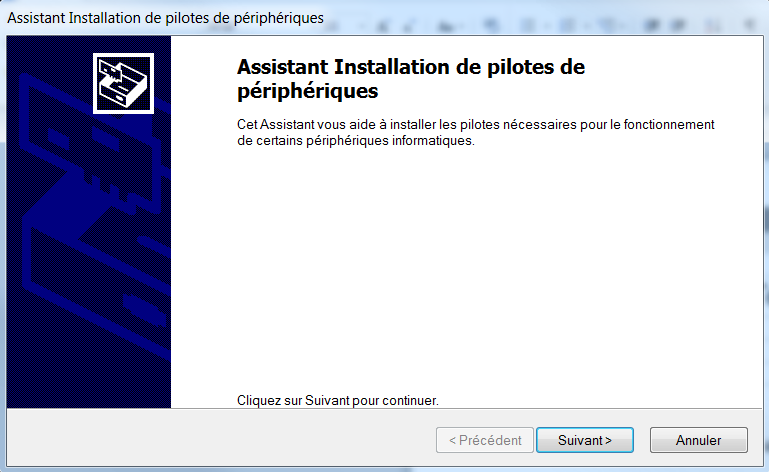 Assistant Installation de pilotes de périphériques
Assistant Installation de pilotes de
périphériques
Cet Assistant vous aide à installer les pilotes nécessaires pour le fonctionnement
de certains périphériques informatiques.
Cliquez sur Suivant pour continuer.
< Précédent
Suivant >
Annuler